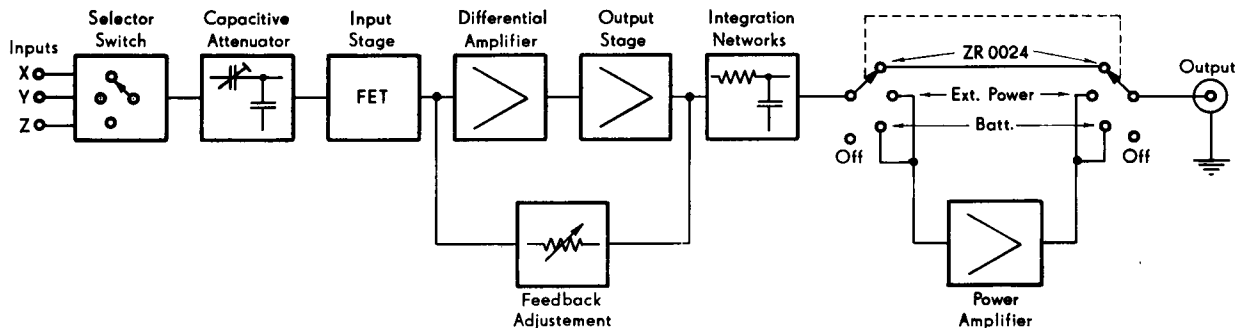 Inputs
X
Y
Z
Selector
Switch
Capacitive
Attenuator
Input
Stage
FET
Differential
Amplifier
Output
Stage
Integration
Networks
ZR 0024
Ext. Power
Batt.
Off
Off
Output
Feedback
Adjustement
Power
Amplifier